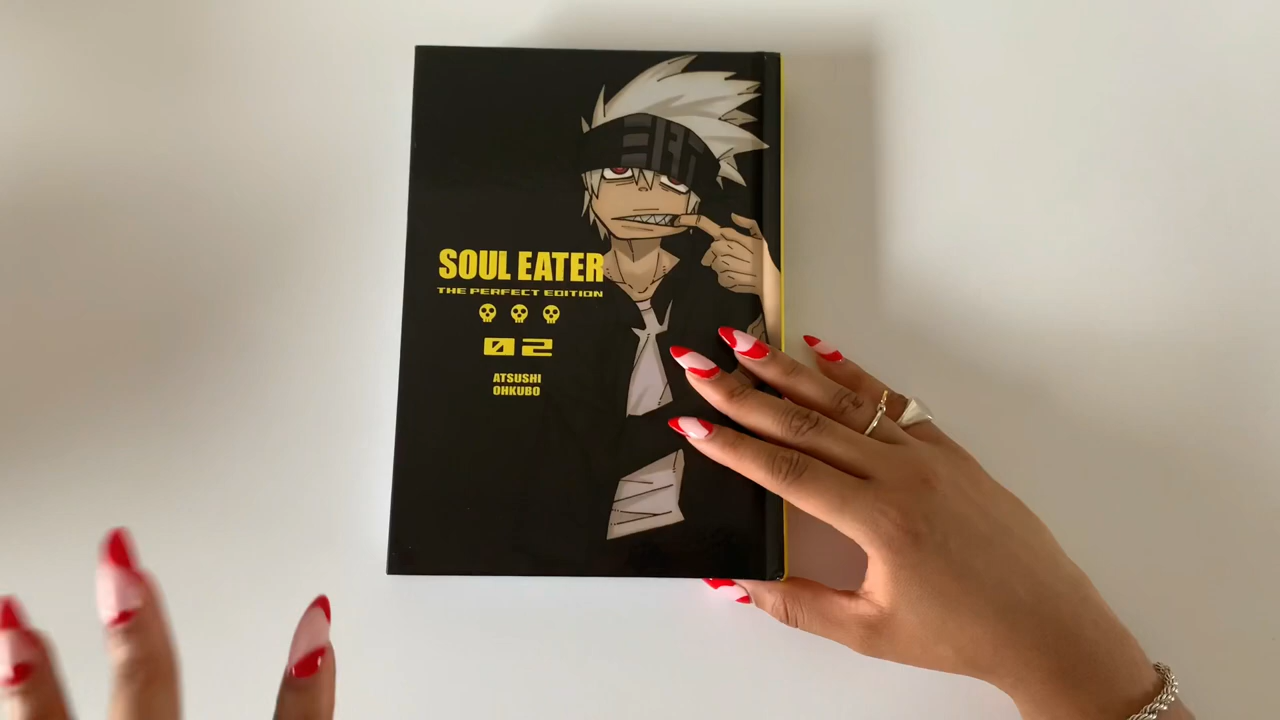 SOUL EATER
THE PERFECT EDITION
02
ATSUSHI
OHKUBO